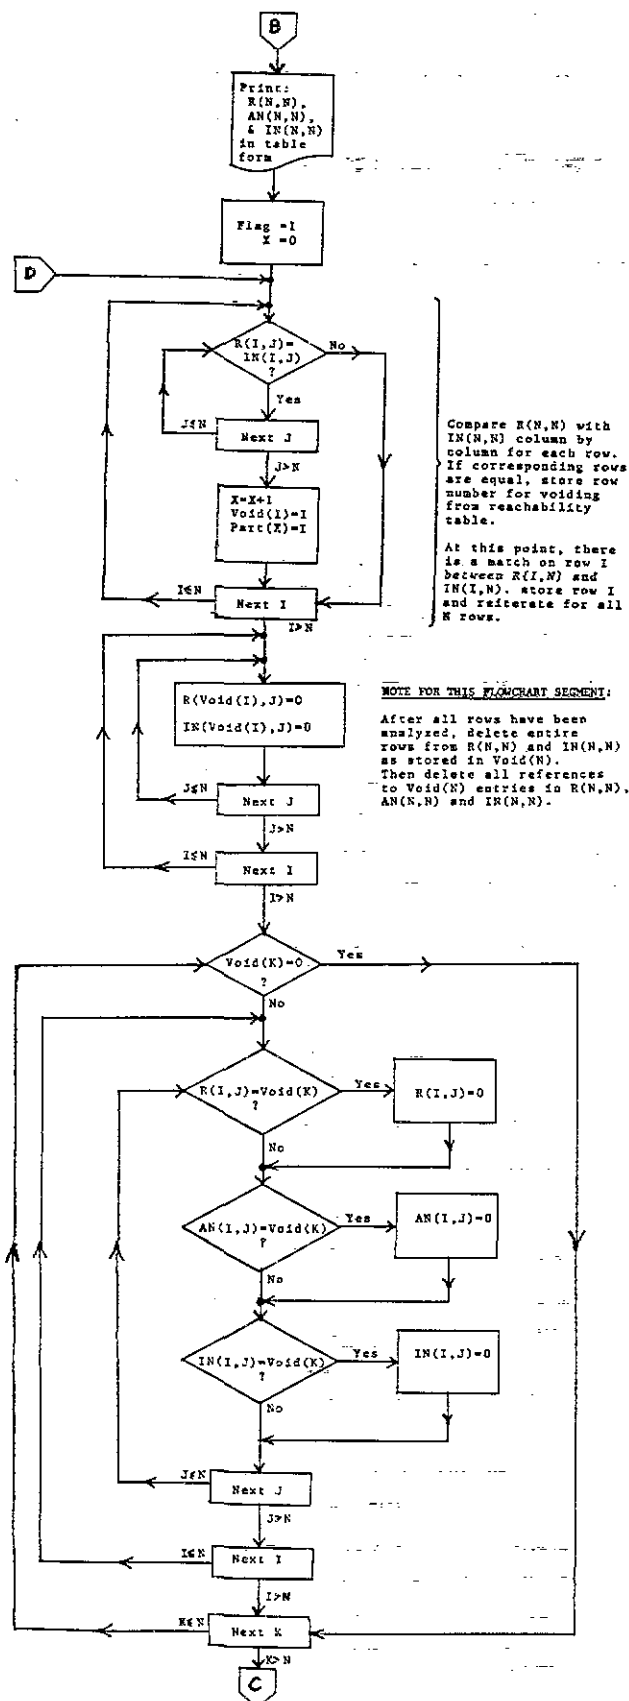 B
Print:
R(N,N),
AN(N,N),
& IN(N,N)
in table
form
Flag =1
X =0
D
R(I,J)=
IN(I,J)
?
No
Yes
J≤N
Next J
J>N
X=X+1
Void(I)=I
Part(X)=I
I≤N
Next I
I>N
Compare R(N,N) with
IN(N,N) column by
column for each row.
If corresponding rows
are equal, store row
number for voiding
from reachability
table.
At this point, there
is a match on row I
between R(I,N) and
IN(I,N). store row I
and reiterate for all
N rows.
R(Void(I),J)=0
IN(Void(I),J)=0
J≤N
Next J
J>N
I≤N
Next I
I>N
NOTE FOR THIS FLOWCHART SEGMENT:
After all rows have been
analyzed, delete entire
rows from R(N,N) and IN(N,N)
as stored in Void(N).
Then delete all references
to Void(N) entries in R(N,N),
AN(N,N) and IN(N,N).
Void(K)=0
?
Yes
No
R(I,J)=Void(K)
?
Yes
R(I,J)=0
No
AN(I,J)=Void(K)
?
Yes
AN(I,J)=0
No
IN(I,J)=Void(K)
?
Yes
IN(I,J)=0
No
J≤N
Next J
J>N
I≤N
Next I
I>N
K≤N
Next K
K>N
C